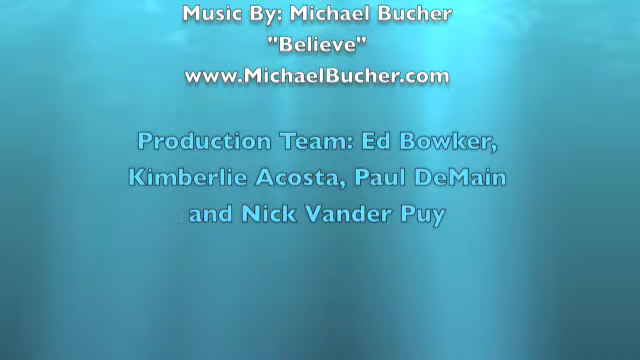 Music By: Michael Bucher
"Believe"
www.MichaelBucher.com
Production Team: Ed Bowker,
Kimberlie Acosta, Paul DeMain
and Nick Vander Puy